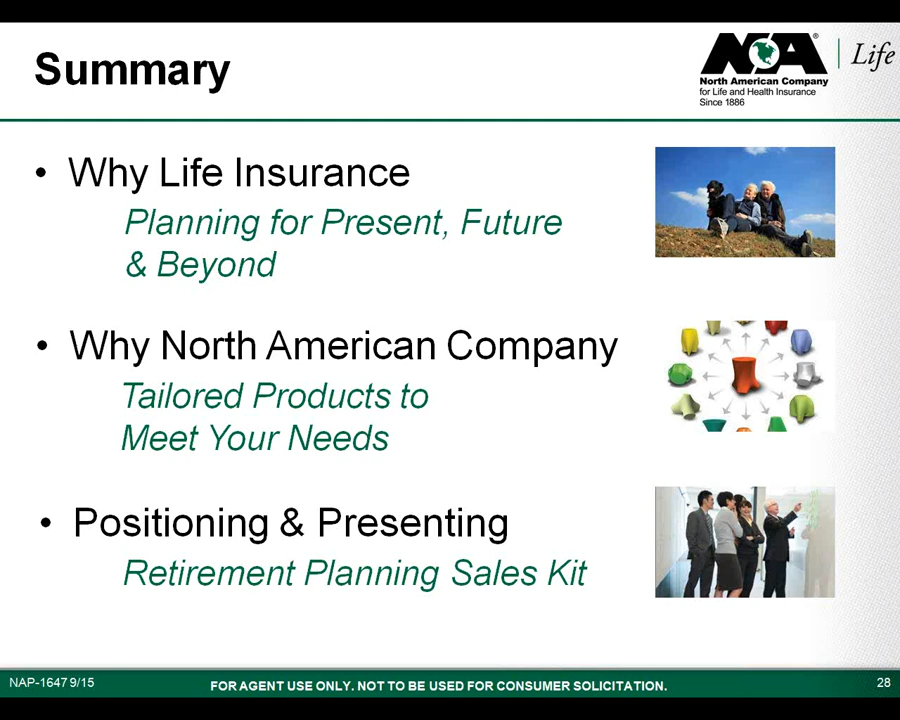 Summary
NA®
Life
North American Company
for Life and Health Insurance
Since 1886
• Why Life Insurance
Planning for Present, Future
& Beyond
• Why North American Company
Tailored Products to
Meet Your Needs
• Positioning & Presenting
Retirement Planning Sales Kit
NAP-1647 9/15
FOR AGENT USE ONLY. NOT TO BE USED FOR CONSUMER SOLICITATION.
28